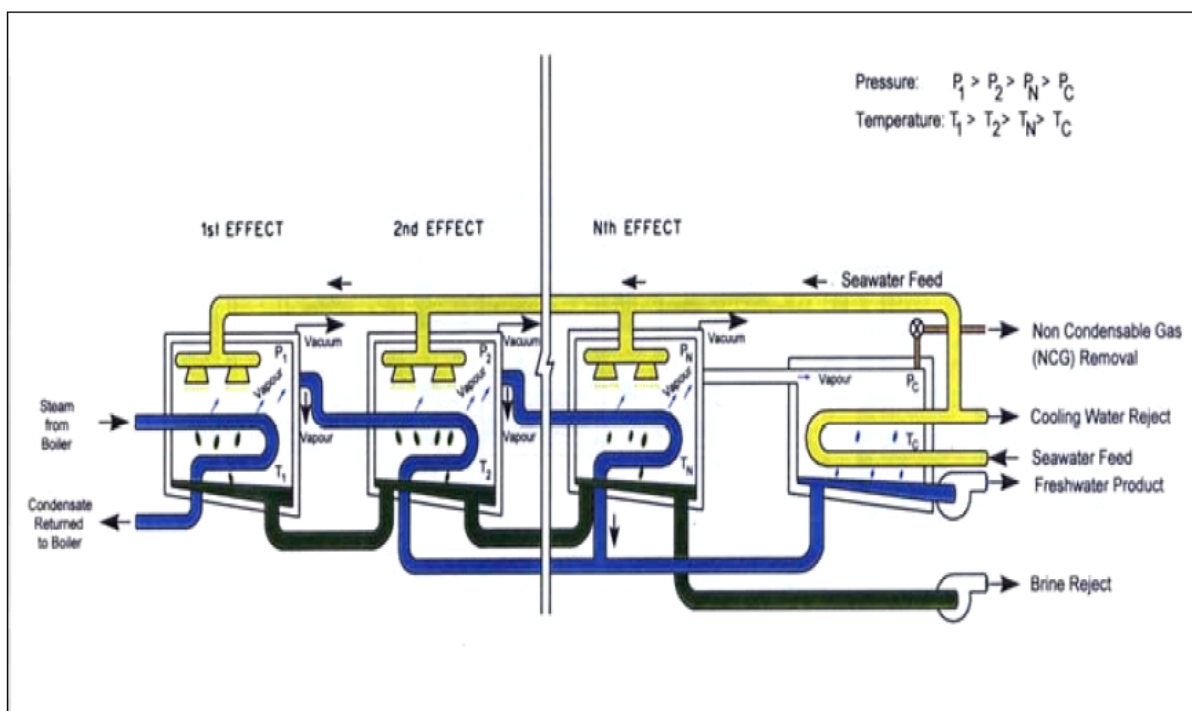 Pressure: P1 > P2 > PN > PC
Temperature: T1 > T2 > TN > TC
1st EFFECT
2nd EFFECT
Nth EFFECT
Seawater Feed
Vacuum
Vacuum
Vacuum
P1
P2
PN
PC
Vapour
Vapour
Vapour
Vapour
Non Condensable Gas
(NCG) Removal
Steam
from
Boiler
Vapour
Vapour
Cooling Water Reject
T1
T2
TN
TC
Seawater Feed
Freshwater Product
Condensate
Returned
to Boiler
Brine Reject